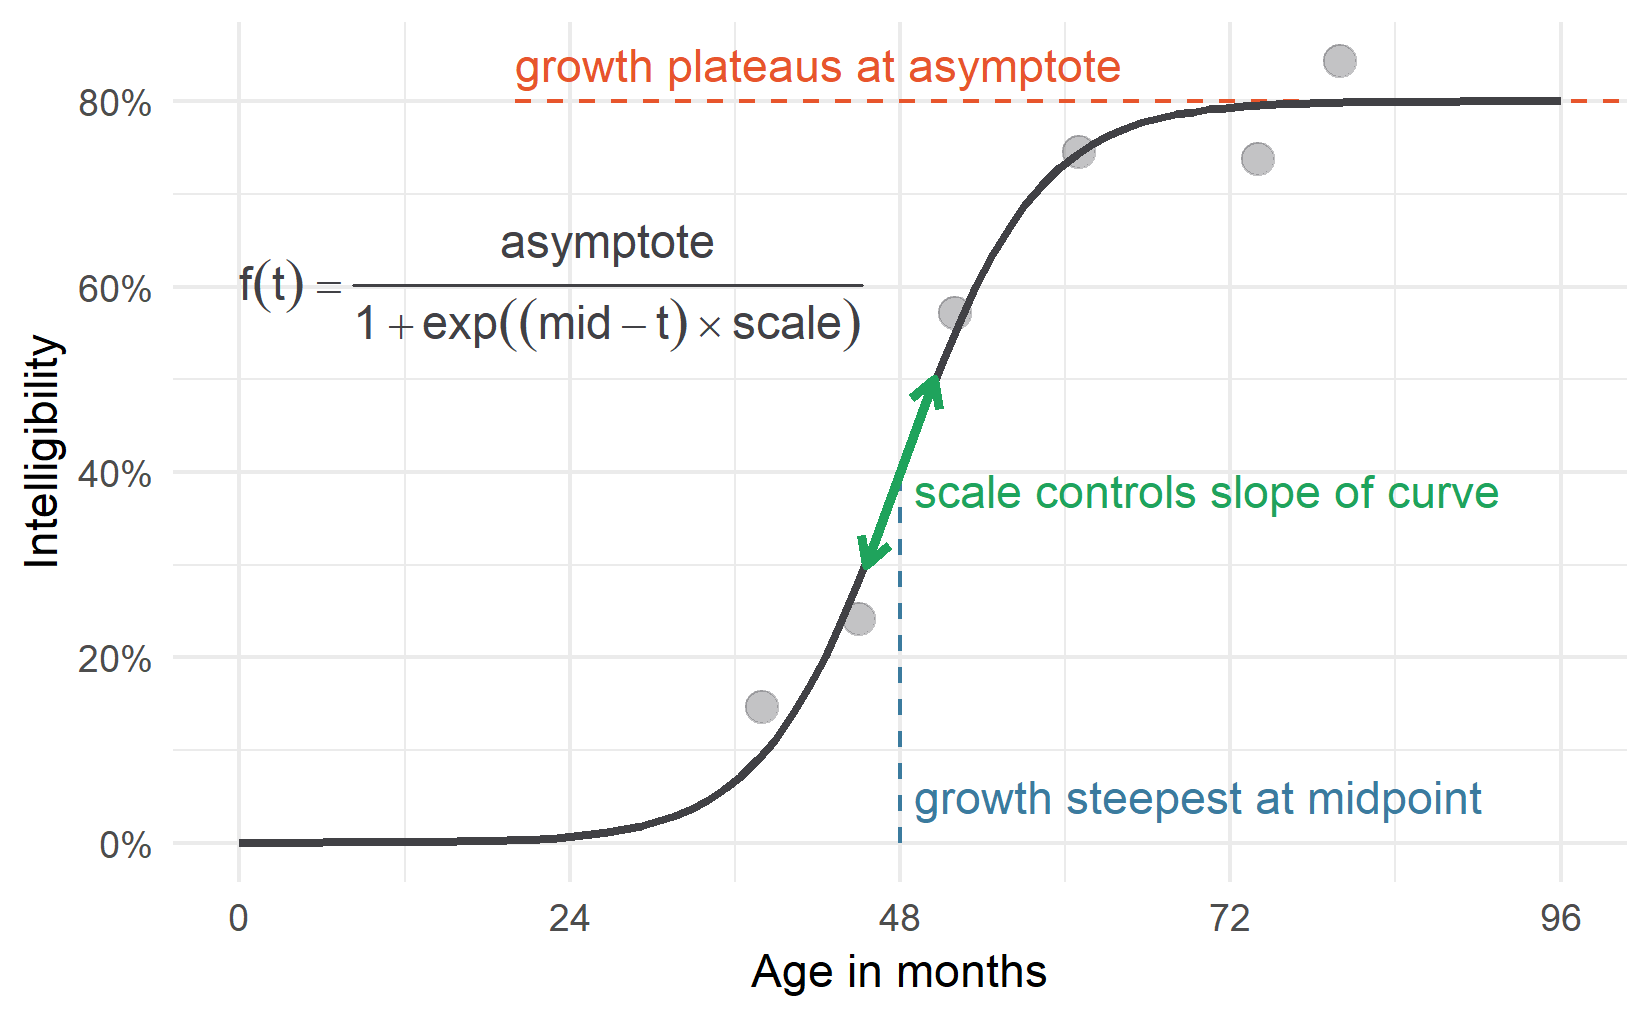 growth plateaus at asymptote
80%
asymptote
f(t) =
1 + exp((mid − t) × scale)
60%
40%
scale controls slope of curve
20%
growth steepest at midpoint
0%
Intelligibility
0 24 48 72 96
Age in months